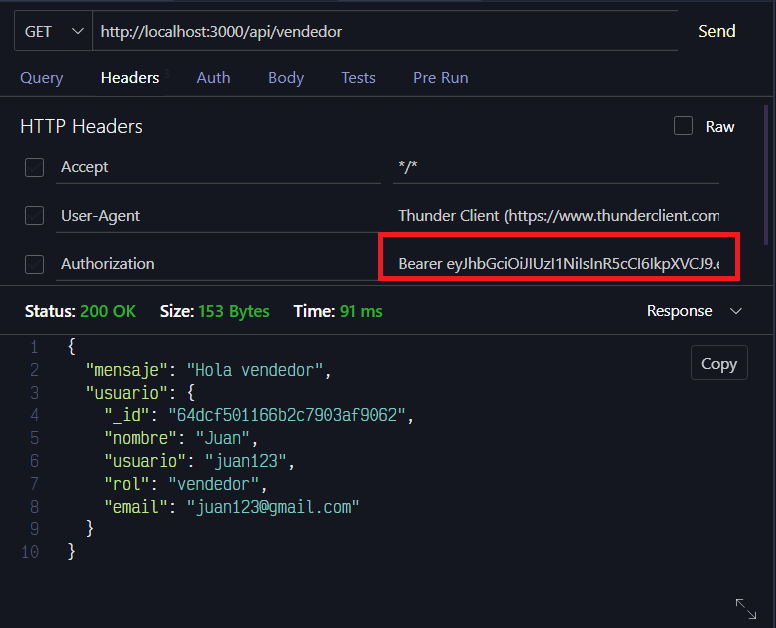 GET http://localhost:3000/api/vendedor Send
Query Headers Auth Body Tests Pre Run
HTTP Headers Raw
Accept */*
User-Agent Thunder Client (https://www.thunderclient.com
Authorization Bearer eyJhbGciOiJIUzI1NiIsInR5cCI6IkpXVCJ9.e
Status: 200 OK Size: 153 Bytes Time: 91 ms Response
1 {
2 "mensaje": "Hola vendedor",
3 "usuario": {
4 "_id": "64dcf501166b2c7903af9062",
5 "nombre": "Juan",
6 "usuario": "juan123",
7 "rol": "vendedor",
8 "email": "juan123@gmail.com"
9 }
10 }
Copy